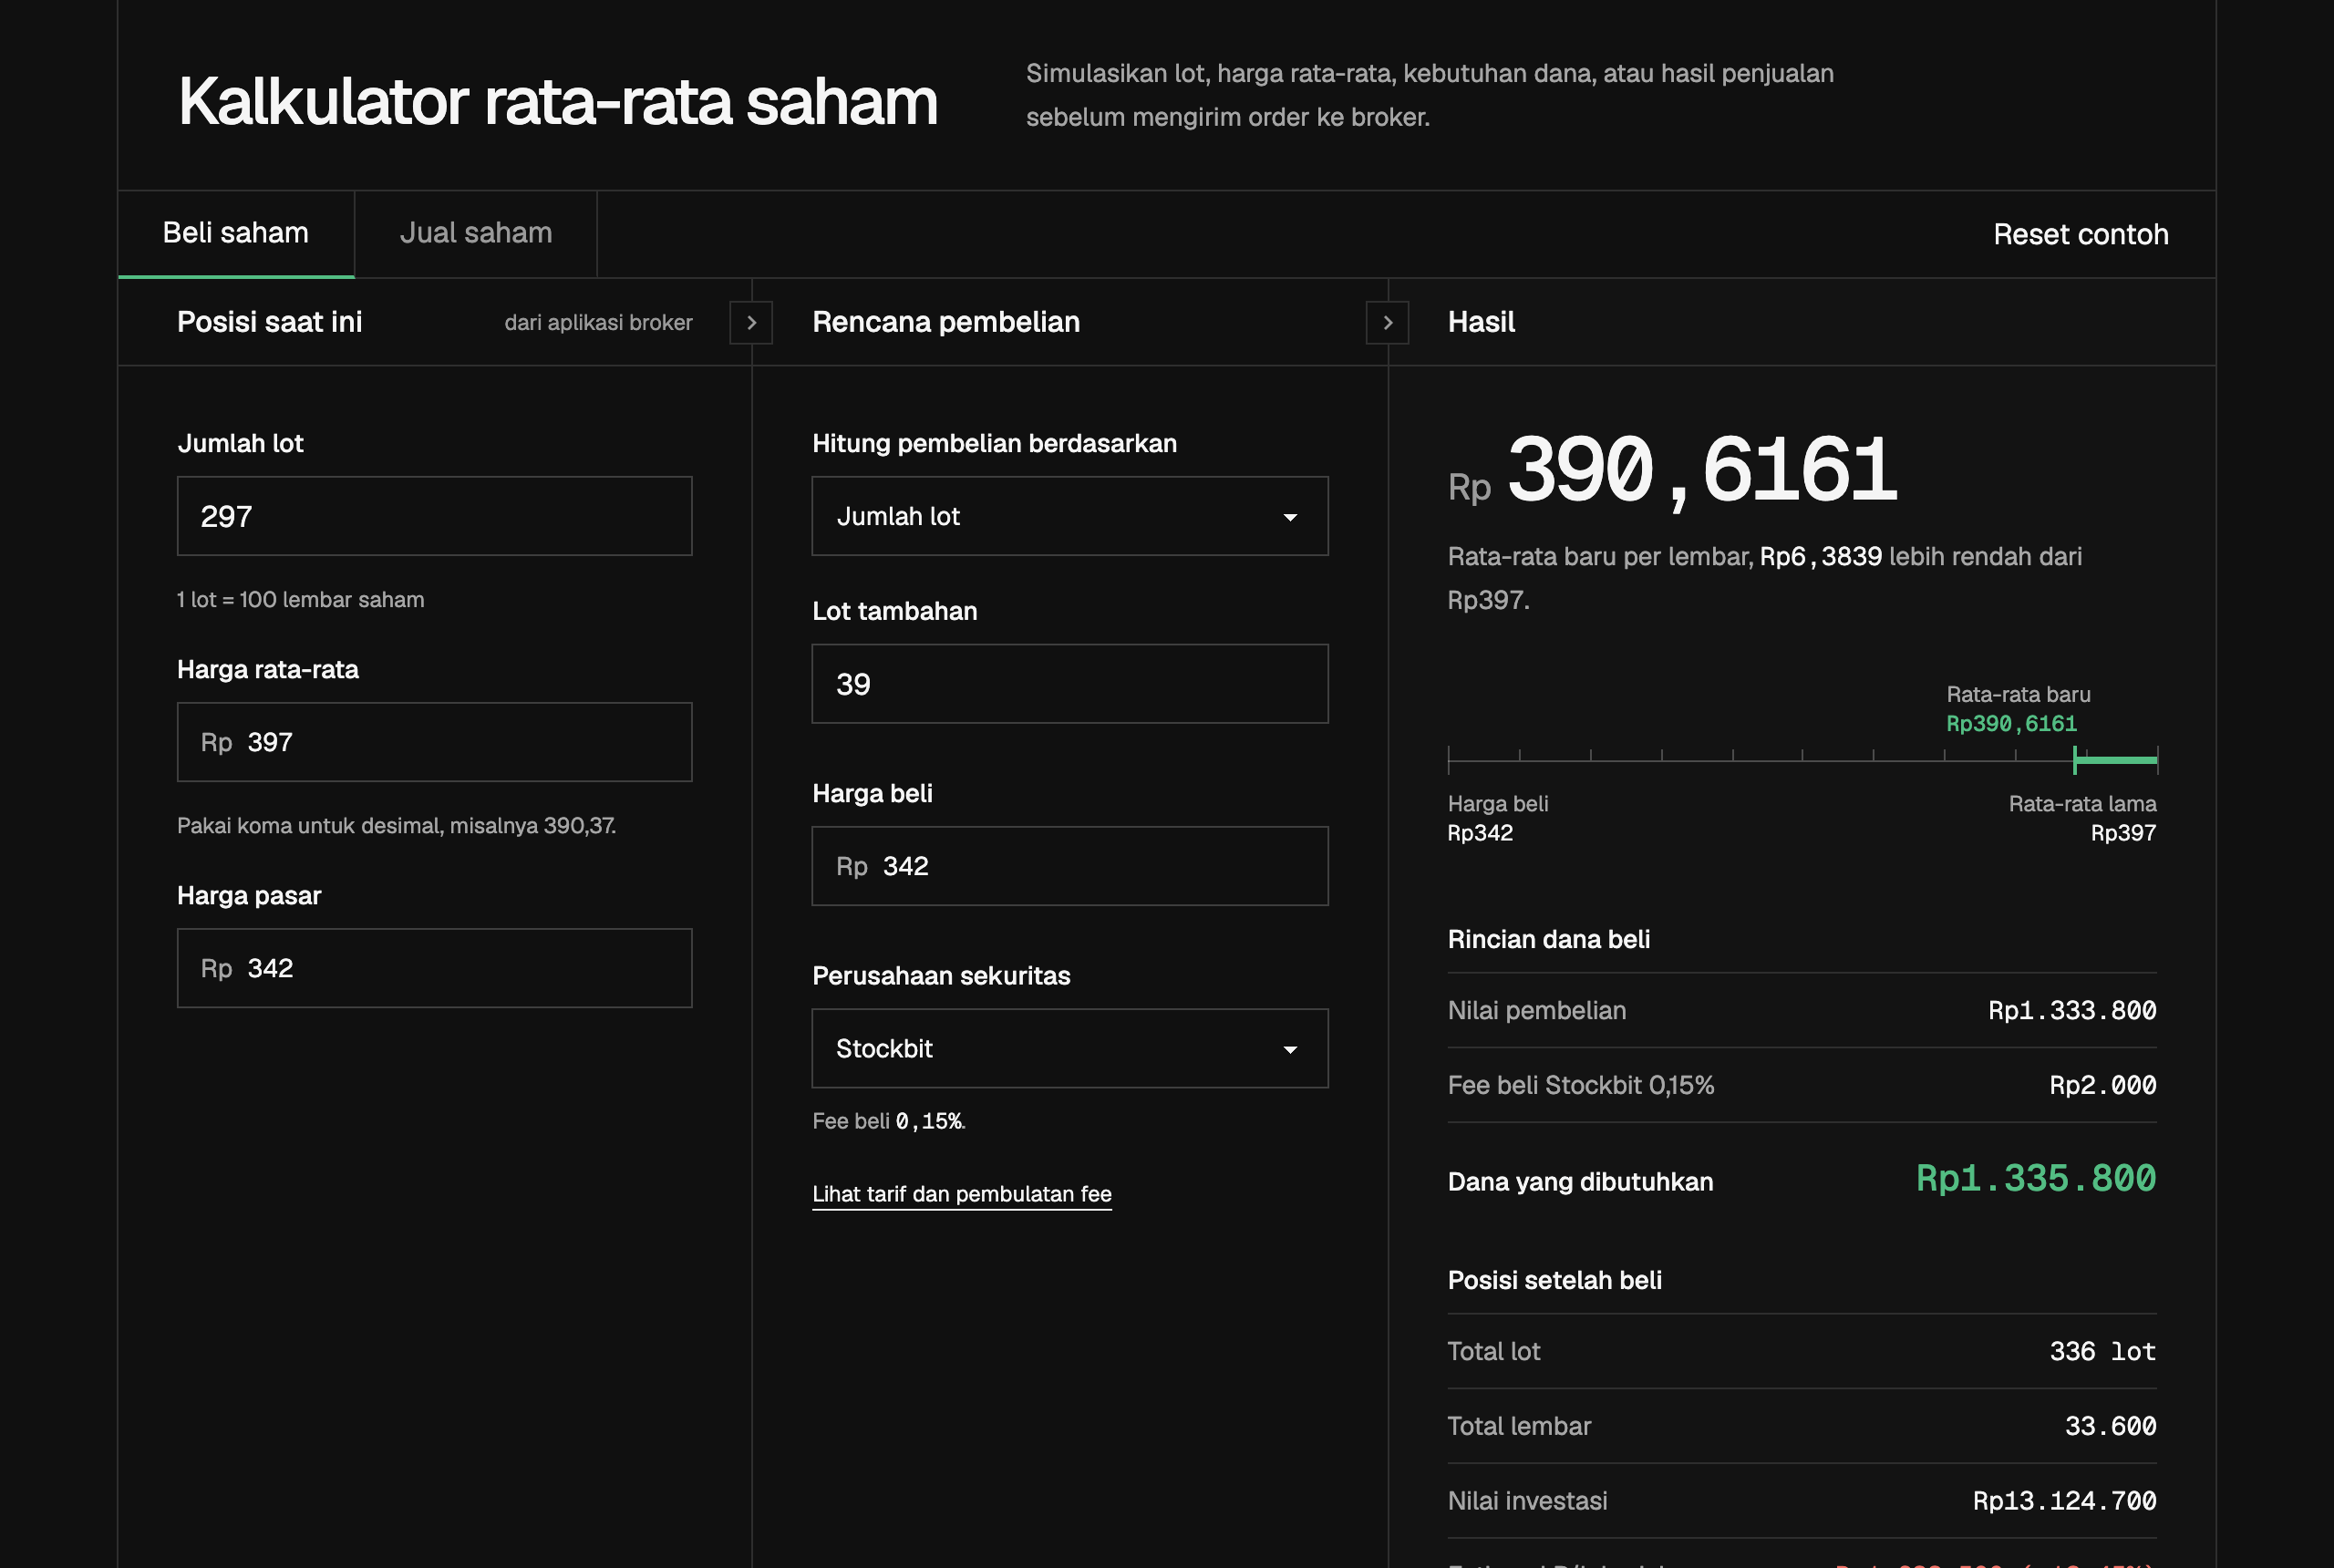 Kalkulator rata-rata saham
Simulasikan lot, harga rata-rata, kebutuhan dana, atau hasil penjualan
sebelum mengirim order ke broker.
Beli saham
Jual saham
Reset contoh
Posisi saat ini
dari aplikasi broker
Jumlah lot
297
1 lot = 100 lembar saham
Harga rata-rata
Rp 397
Pakai koma untuk desimal, misalnya 390,37.
Harga pasar
Rp 342
Rencana pembelian
Hitung pembelian berdasarkan
Jumlah lot
Lot tambahan
39
Harga beli
Rp 342
Perusahaan sekuritas
Stockbit
Fee beli 0,15%.
Lihat tarif dan pembulatan fee
Hasil
Rp 390,6161
Rata-rata baru per lembar, Rp6,3839 lebih rendah dari
Rp397.
Rata-rata baru
Rp390,6161
Harga beli
Rp342
Rata-rata lama
Rp397
Rincian dana beli
Nilai pembelian Rp1.333.800
Fee beli Stockbit 0,15% Rp2.000
Dana yang dibutuhkan Rp1.335.800
Posisi setelah beli
Total lot 336 lot
Total lembar 33.600
Nilai investasi Rp13.124.700